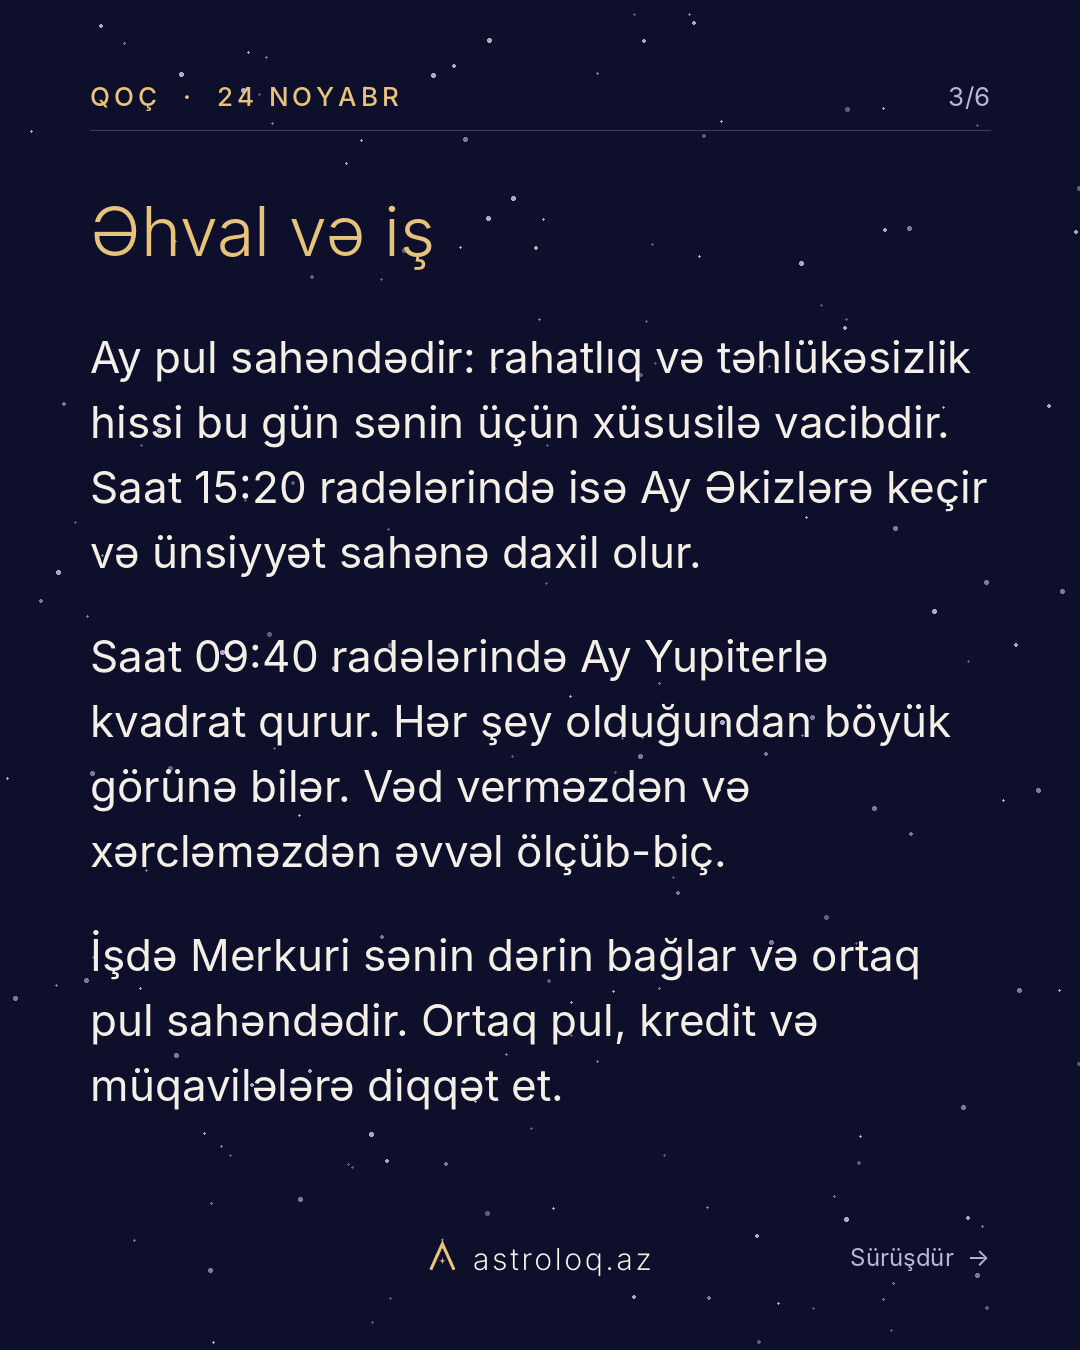 QOÇ · 24 NOYABR
3/6
Əhval və iş
Ay pul sahəndədir: rahatlıq və təhlükəsizlik
hissi bu gün sənin üçün xüsusilə vacibdir.
Saat 15:20 radələrində isə Ay Əkizlərə keçir
və ünsiyyət sahənə daxil olur.
Saat 09:40 radələrində Ay Yupiterlə
kvadrat qurur. Hər şey olduğundan böyük
görünə bilər. Vəd verməzdən və
xərcləməzdən əvvəl ölçüb-biç.
İşdə Merkuri sənin dərin bağlar və ortaq
pul sahəndədir. Ortaq pul, kredit və
müqavilələrə diqqət et.
astroloq.az
Sürüşdür →